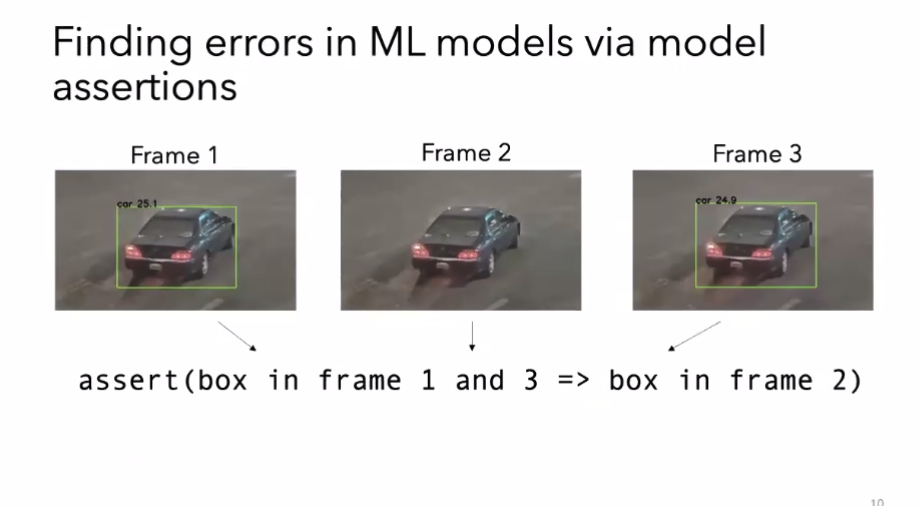 Finding errors in ML models via model
assertions
Frame 1
Frame 2
Frame 3
car 25.1
car 24.9
assert(box in frame 1 and 3 => box in frame 2)
10